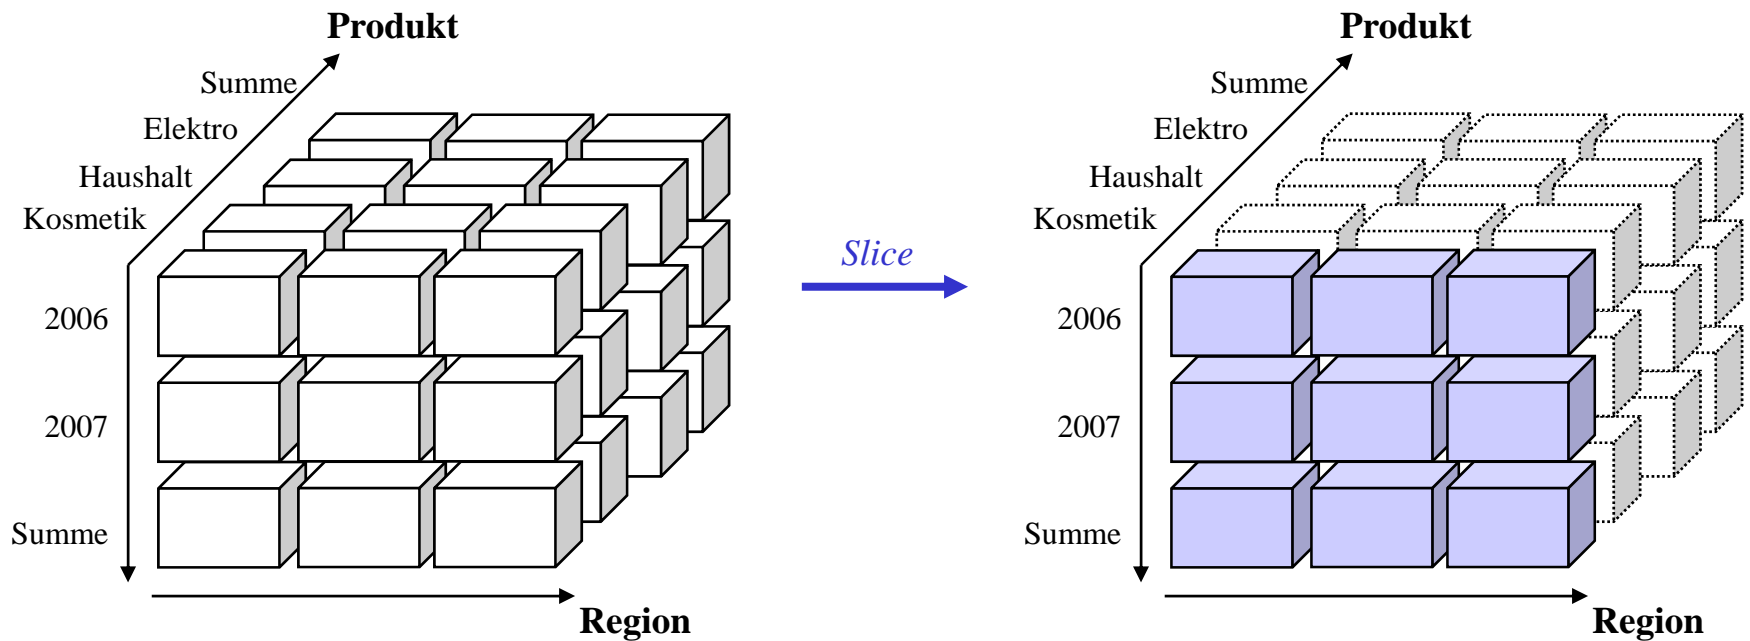 Produkt
Summe
Elektro
Haushalt
Kosmetik
2006
2007
Summe
Region
Slice
Produkt
Summe
Elektro
Haushalt
Kosmetik
2006
2007
Summe
Region